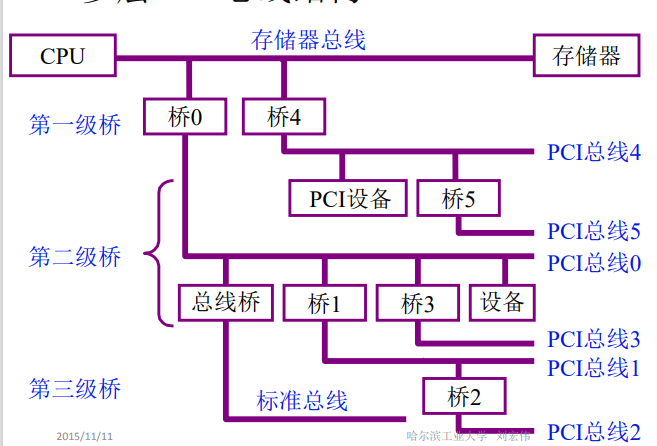 存储器总线
CPU
存储器
第一级桥
桥0
桥4
PCI总线4
PCI设备
桥5
PCI总线5
第二级桥
PCI总线0
总线桥
桥1
桥3
设备
PCI总线3
PCI总线1
第三级桥
标准总线
桥2
2015/11/11
哈尔滨工业大学 刘宏伟
PCI总线2